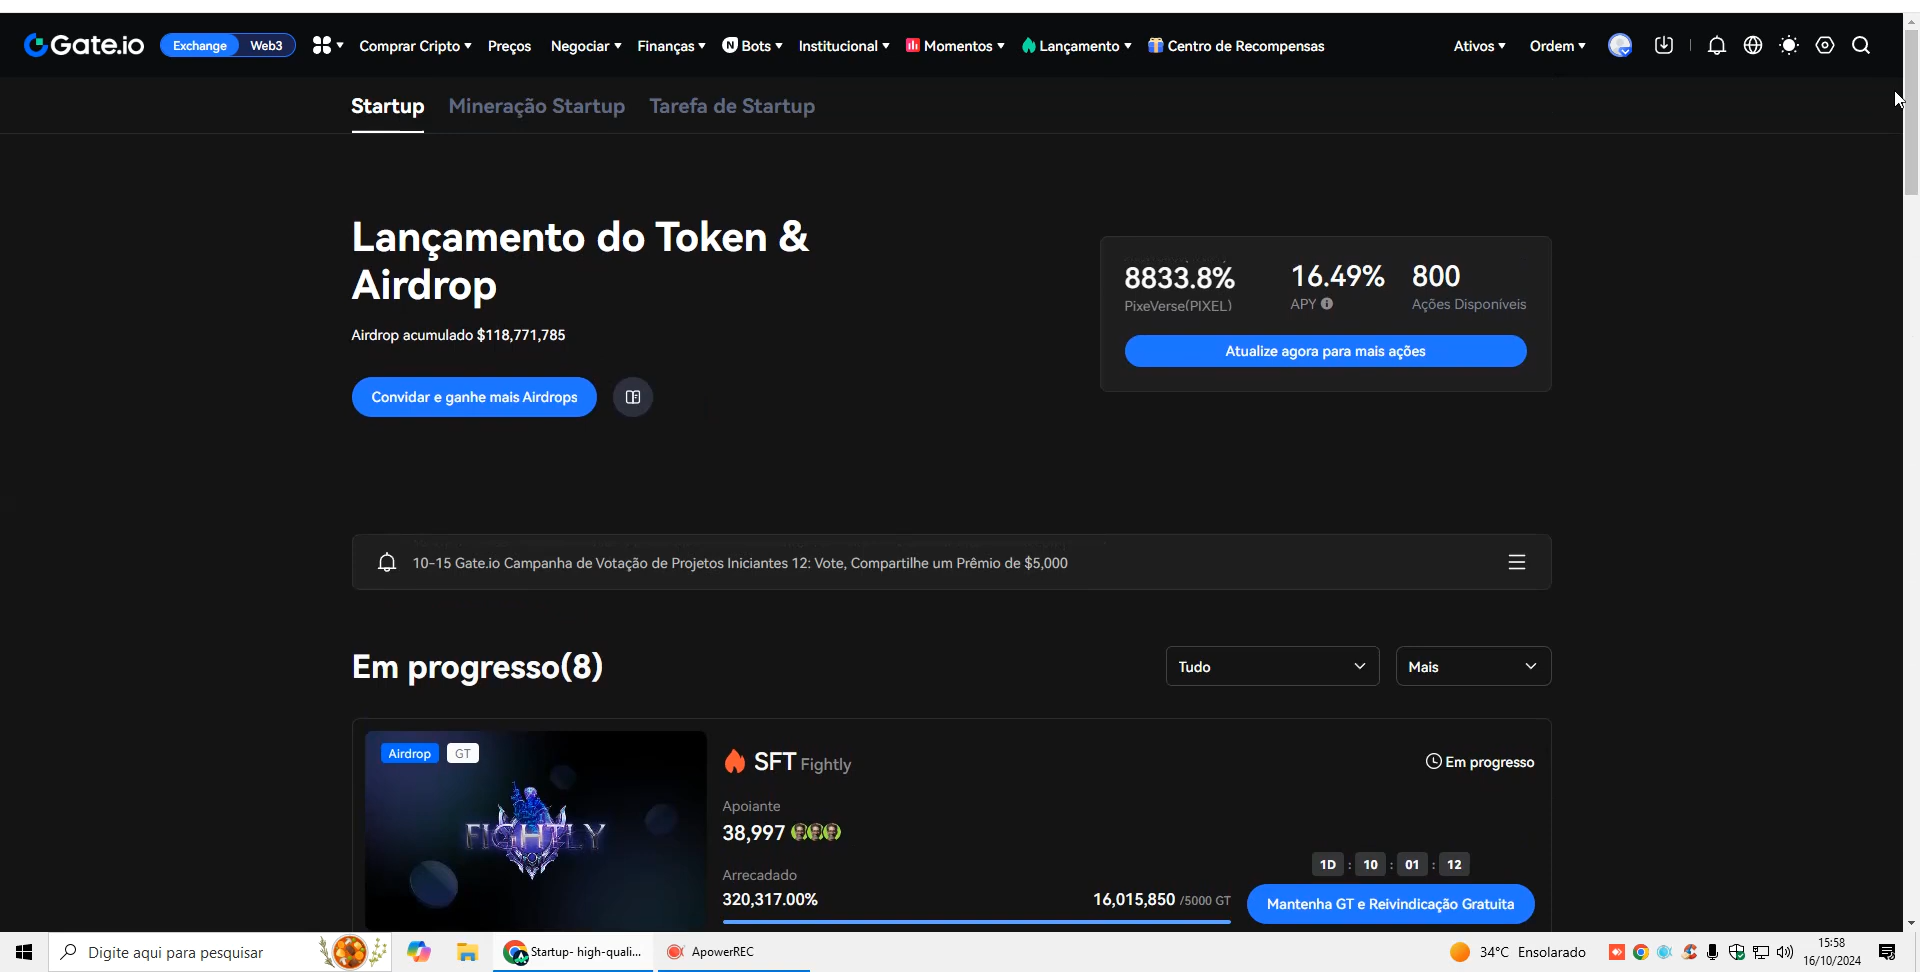 Gate.io
Exchange Web3 Comprar Cripto Preços Negociar Finanças Bots Institucional Momentos Lançamento Centro de Recompensas Ativos Ordem
Startup Mineração Startup Tarefa de Startup
Lançamento do Token &
Airdrop
Airdrop acumulado $118,771,785
Convidar e ganhe mais Airdrops
8833.8% 16.49% 800
PixeVerse(PIXEL) APY Ações Disponíveis
Atualize agora para mais ações
10-15 Gate.io Campanha de Votação de Projetos Iniciantes 12: Vote, Compartilhe um Prêmio de $5,000
Em progresso(8)
Tudo
Mais
Airdrop GT
FIGHTLY
SFT Fightly
Em progresso
Apoiante
38,997
Arrecadado
320,317.00%
16,015,850 /5000 GT
1D : 10 : 01 : 12
Mantenha GT e Reivindicação Gratuita
Digite aqui para pesquisar
Startup- high-quali...
ApowerREC
34°C Ensolarado
15:58
16/10/2024